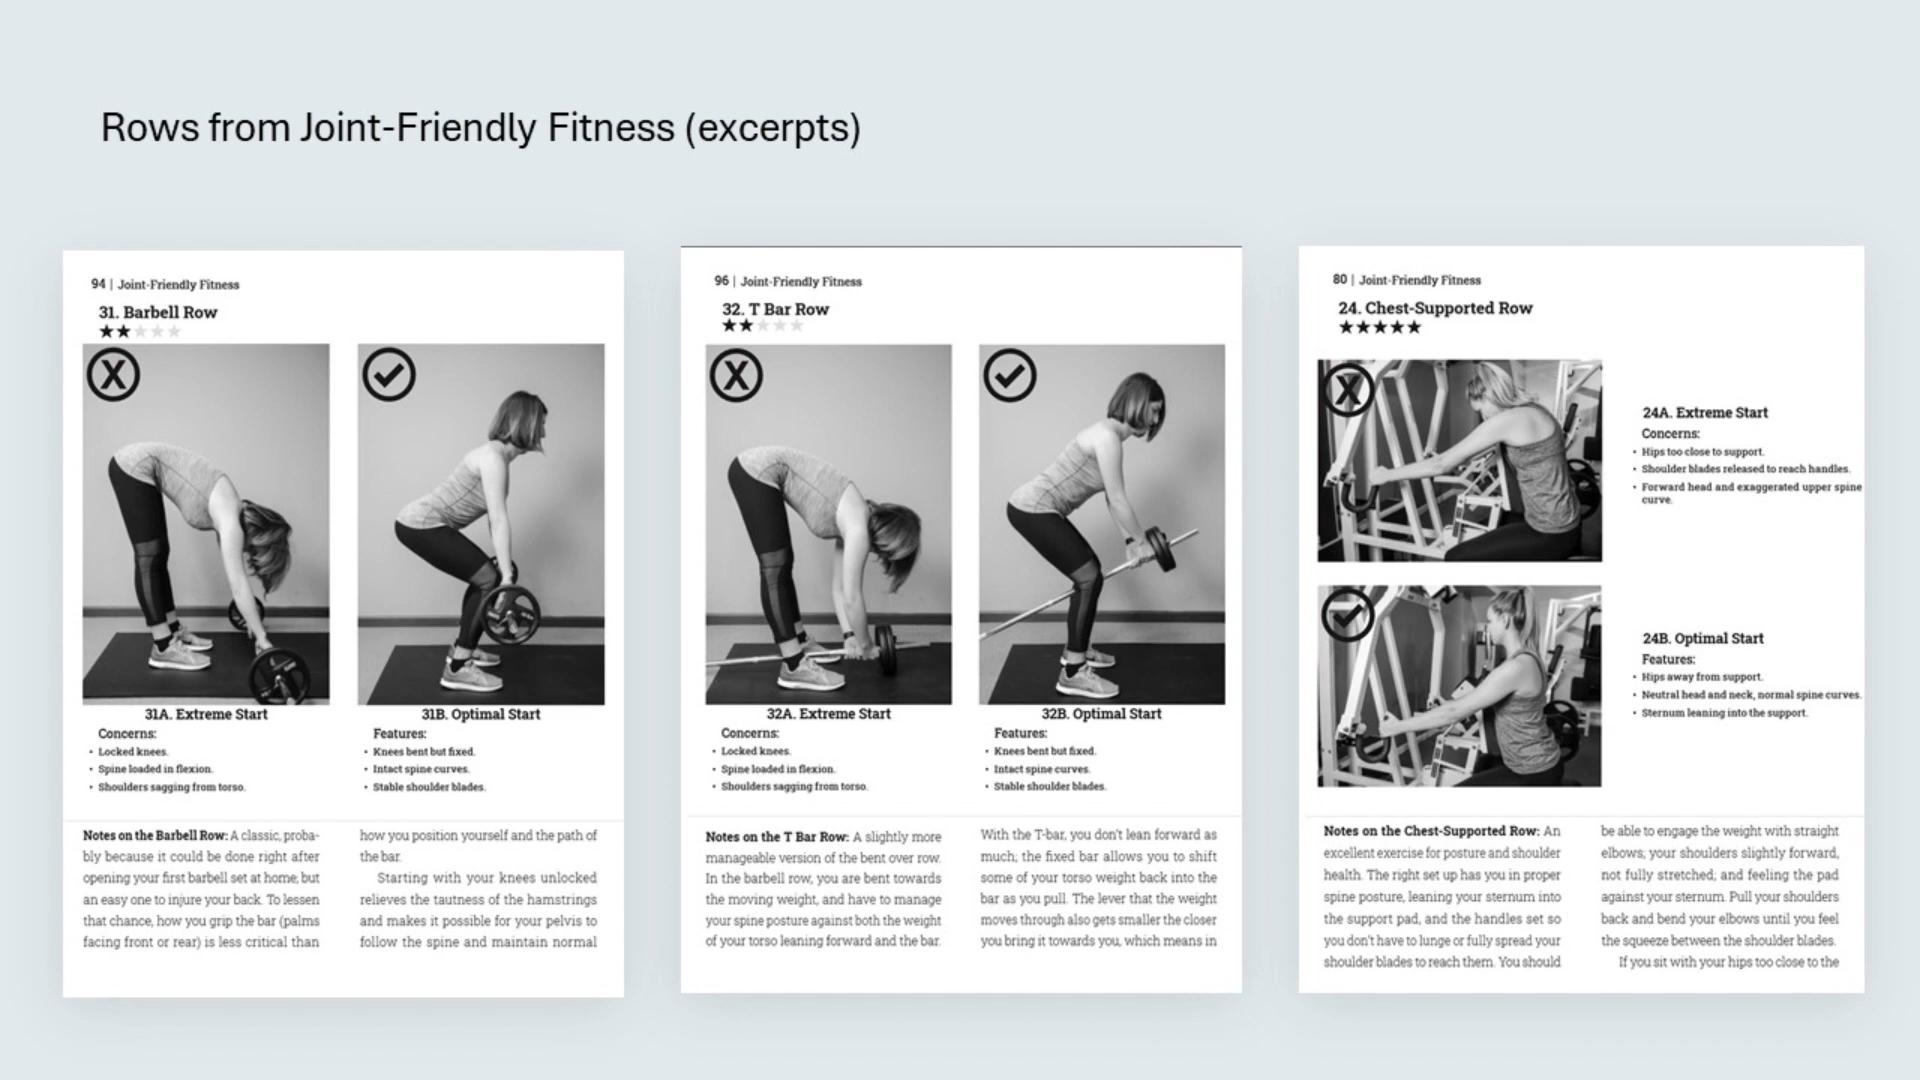 Rows from Joint-Friendly Fitness (excerpts)
94 | Joint-Friendly Fitness
31. Barbell Row
★★★★★
X
31A. Extreme Start
Concerns:
• Locked knees.
• Spine loaded in flexion.
• Shoulders sagging from torso.
31B. Optimal Start
Features:
• Knees bent but fixed.
• Intact spine curves.
• Stable shoulder blades.
Notes on the Barbell Row: A classic, proba-
bly because it could be done right after
opening your first barbell set at home; but
an easy one to injure your back. To lessen
that chance, how you grip the bar (palms
facing front or rear) is less critical than
how you position yourself and the path of
the bar.
Starting with your knees unlocked
relieves the tautness of the hamstrings
and makes it possible for your pelvis to
follow the spine and maintain normal
96 | Joint-Friendly Fitness
32. T Bar Row
★★★★★
X
32A. Extreme Start
Concerns:
• Locked knees.
• Spine loaded in flexion.
• Shoulders sagging from torso.
32B. Optimal Start
Features:
• Knees bent but fixed.
• Intact spine curves.
• Stable shoulder blades.
Notes on the T Bar Row: A slightly more
manageable version of the bent over row.
In the barbell row, you are bent towards
the moving weight, and have to manage
your spine posture against both the weight
of your torso leaning forward and the bar.
With the T-bar, you don't lean forward as
much; the fixed bar allows you to shift
some of your torso weight back into the
bar as you pull. The lever that the weight
moves through also gets smaller the closer
you bring it towards you, which means in
80 | Joint-Friendly Fitness
24. Chest-Supported Row
★★★★★
X
24A. Extreme Start
Concerns:
• Hips too close to support.
• Shoulder blades released to reach handles.
• Forward head and exaggerated upper spine
curve.
24B. Optimal Start
Features:
• Hips away from support.
• Neutral head and neck, normal spine curves.
• Sternum leaning into the support.
Notes on the Chest-Supported Row: An
excellent exercise for posture and shoulder
health. The right set up has you in proper
spine posture, leaning your sternum into
the support pad, and the handles set so
you don't have to lunge or fully spread your
shoulder blades to reach them. You should
be able to engage the weight with straight
elbows; your shoulders slightly forward,
not fully stretched; and feeling the pad
against your sternum. Pull your shoulders
back and bend your elbows until you feel
the squeeze between the shoulder blades.
If you sit with your hips too close to the